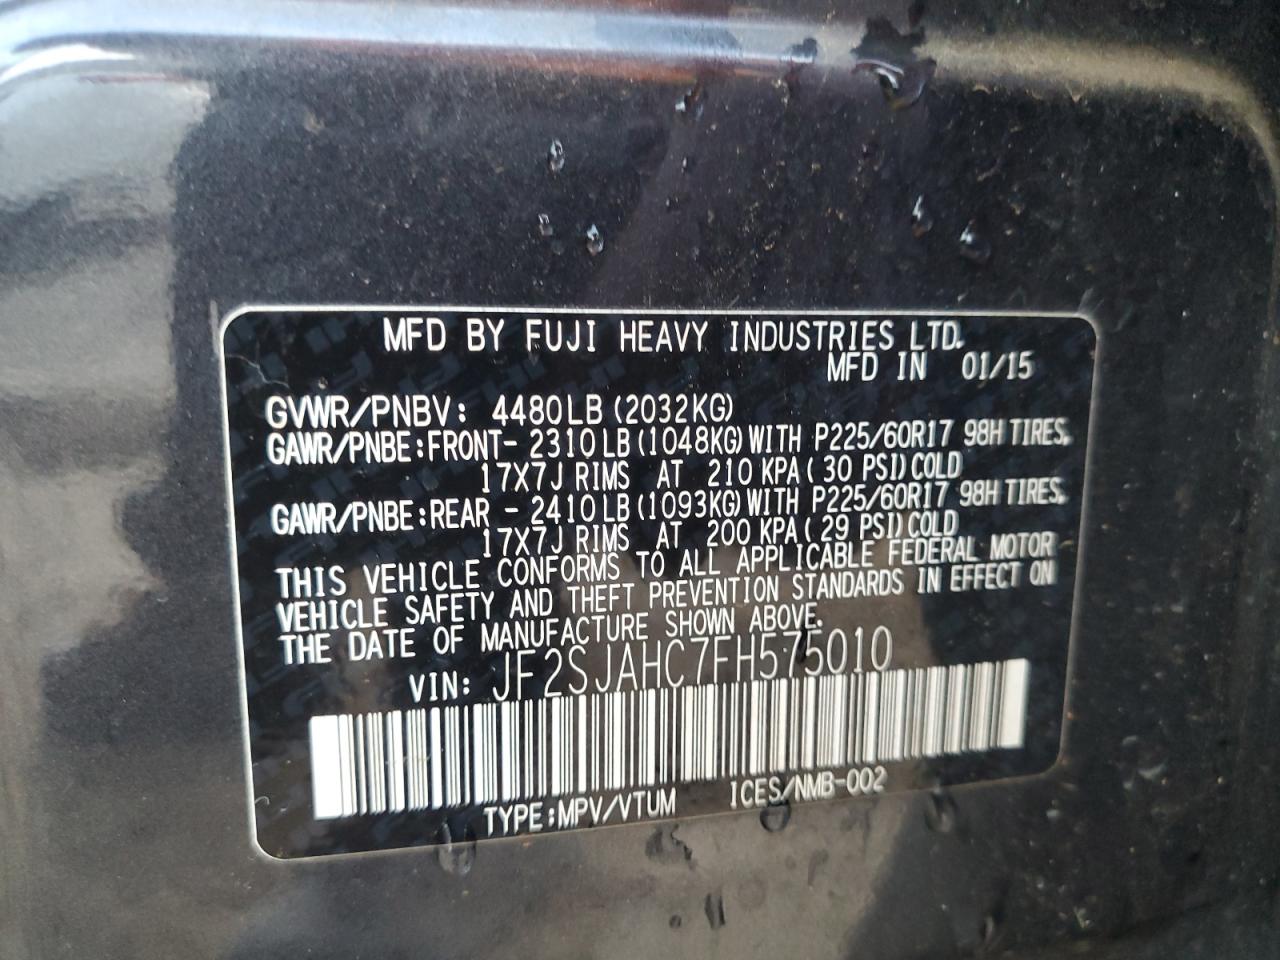 MFD BY FUJI HEAVY INDUSTRIES LTD.
MFD IN 01/15
GVWR/PNBV: 4480LB (2032KG)
GAWR/PNBE:FRONT- 2310LB (1048KG) WITH P225/60R17 98H TIRES.
17X7J RIMS AT 210 KPA (30 PSI) COLD
GAWR/PNBE:REAR - 2410LB (1093KG) WITH P225/60R17 98H TIRES.
17X7J RIMS AT 200 KPA (29 PSI) COLD
THIS VEHICLE CONFORMS TO ALL APPLICABLE FEDERAL MOTOR
VEHICLE SAFETY AND THEFT PREVENTION STANDARDS IN EFFECT ON
THE DATE OF MANUFACTURE SHOWN ABOVE.
VIN: JF2SJAHC7FH575010
TYPE:MPV/VTUM ICES/NMB-002